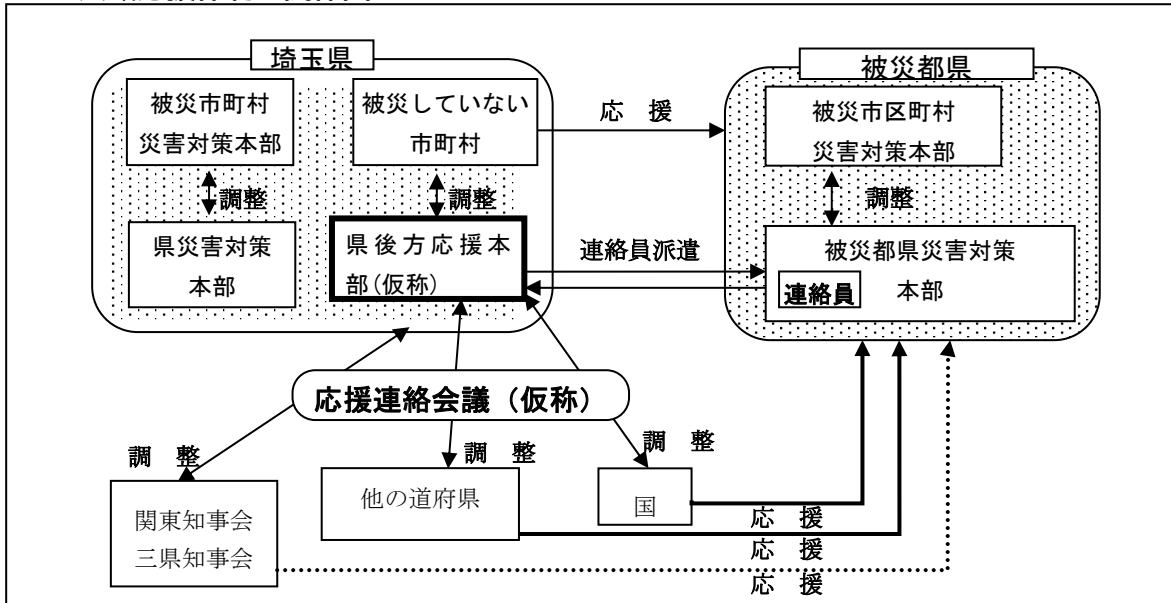 埼玉県
被災市町村
災害対策本部
調整
県災害対策
本部
被災していない
市町村
調整
県後方応援本
部(仮称)
応 援
連絡員派遣
被災都県
被災市区町村
災害対策本部
調整
被災都県災害対策
本部
連絡員
応援連絡会議（仮称）
調 整
関東知事会
三県知事会
調 整
他の道府県
調 整
国
応 援
応 援
応 援